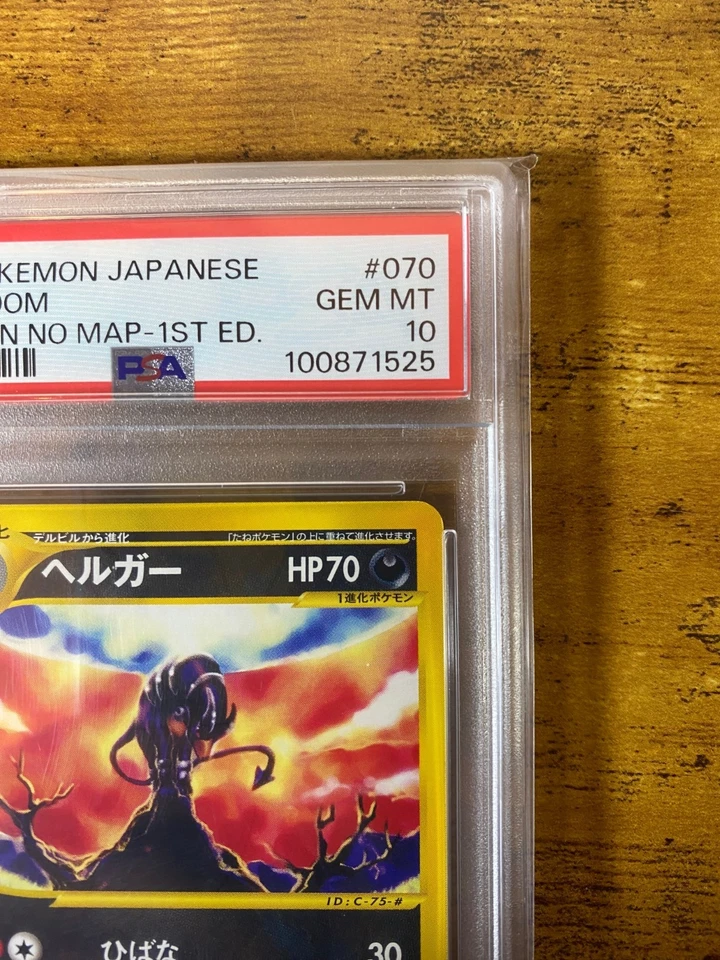 KEMON JAPANESE #070
OOM GEM MT
N NO MAP-1ST ED. 10
PSA 100871525
デルビルから進化 「たねポケモン」の上に重ねて進化させます。
ヘルガー HP70
1進化ポケモン
ID:C-75-#
ひばな 30